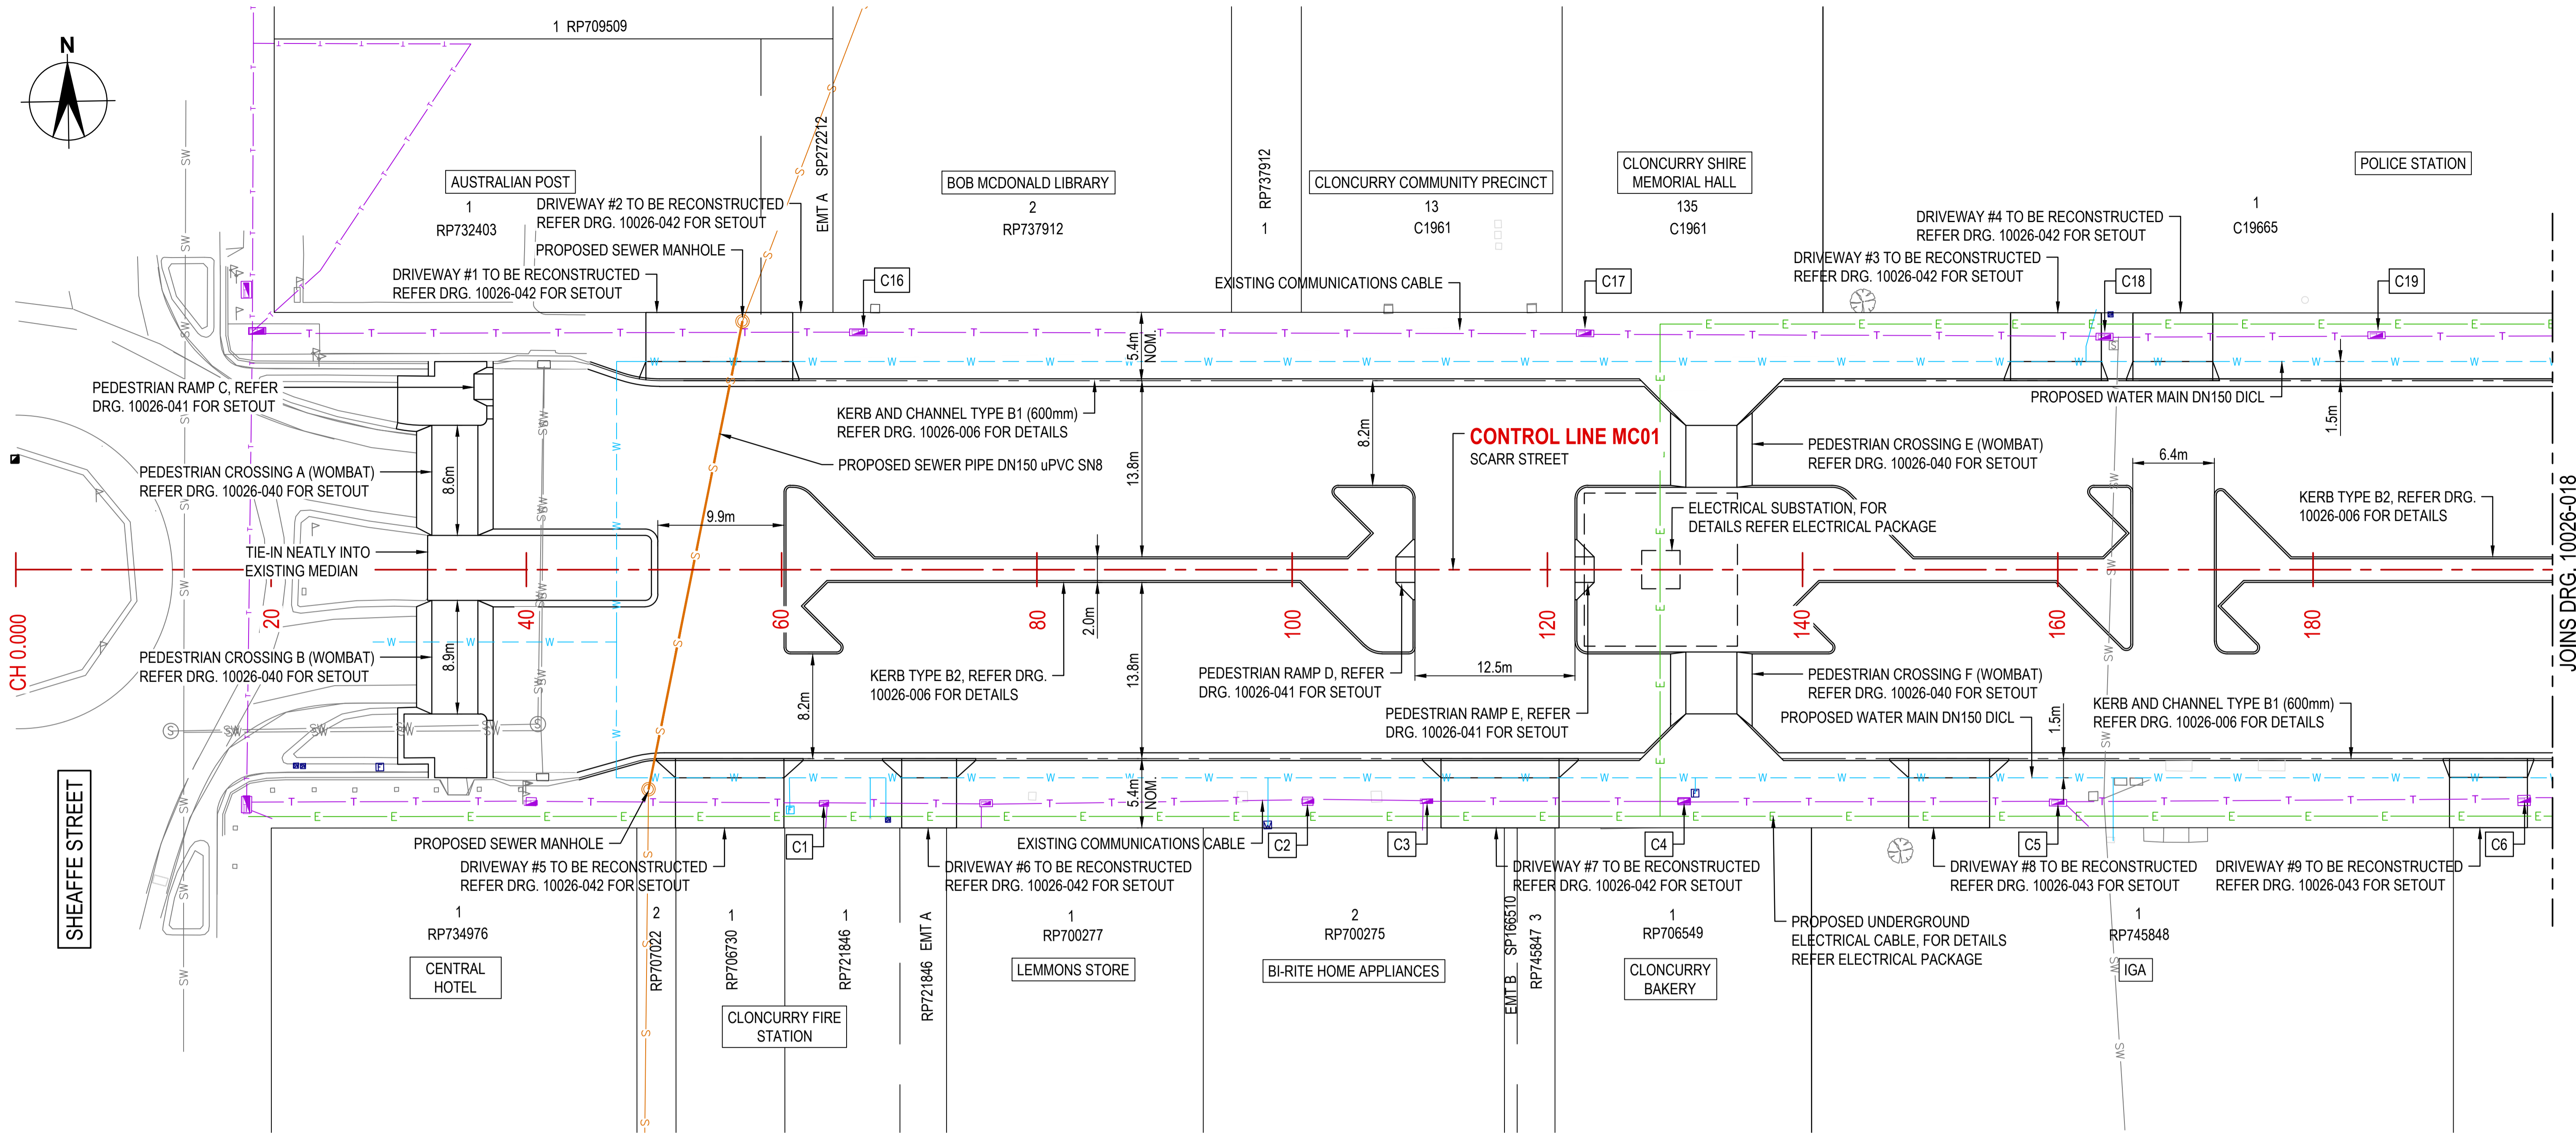 N
1 RP709509
AUSTRALIAN POST
1
RP732403
DRIVEWAY #2 TO BE RECONSTRUCTED
REFER DRG. 10026-042 FOR SETOUT
PROPOSED SEWER MANHOLE
DRIVEWAY #1 TO BE RECONSTRUCTED
REFER DRG. 10026-042 FOR SETOUT
EMT A SP272212
C16
BOB MCDONALD LIBRARY
2
RP737912
1 RP737912
CLONCURRY COMMUNITY PRECINCT
13
C1961
EXISTING COMMUNICATIONS CABLE
CLONCURRY SHIRE
MEMORIAL HALL
135
C1961
C17
POLICE STATION
1
C19665
DRIVEWAY #4 TO BE RECONSTRUCTED
REFER DRG. 10026-042 FOR SETOUT
DRIVEWAY #3 TO BE RECONSTRUCTED
REFER DRG. 10026-042 FOR SETOUT
C18
C19
5.4m
NOM.
PEDESTRIAN RAMP C, REFER
DRG. 10026-041 FOR SETOUT
KERB AND CHANNEL TYPE B1 (600mm)
REFER DRG. 10026-006 FOR DETAILS
PROPOSED SEWER PIPE DN150 uPVC SN8
PEDESTRIAN CROSSING A (WOMBAT)
REFER DRG. 10026-040 FOR SETOUT
8.6m
9.9m
13.8m
8.2m
CONTROL LINE MC01
SCARR STREET
PEDESTRIAN CROSSING E (WOMBAT)
REFER DRG. 10026-040 FOR SETOUT
PROPOSED WATER MAIN DN150 DICL
1.5m
6.4m
ELECTRICAL SUBSTATION, FOR
DETAILS REFER ELECTRICAL PACKAGE
KERB TYPE B2, REFER DRG.
10026-006 FOR DETAILS
JOINS DRG. 10026-018
TIE-IN NEATLY INTO
EXISTING MEDIAN
CH 0.000
20
40
60
80
100
120
140
160
180
2.0m
PEDESTRIAN CROSSING B (WOMBAT)
REFER DRG. 10026-040 FOR SETOUT
8.9m
8.2m
KERB TYPE B2, REFER DRG.
10026-006 FOR DETAILS
13.8m
PEDESTRIAN RAMP D, REFER
DRG. 10026-041 FOR SETOUT
12.5m
PEDESTRIAN RAMP E, REFER
DRG. 10026-041 FOR SETOUT
PEDESTRIAN CROSSING F (WOMBAT)
REFER DRG. 10026-040 FOR SETOUT
PROPOSED WATER MAIN DN150 DICL
1.5m
KERB AND CHANNEL TYPE B1 (600mm)
REFER DRG. 10026-006 FOR DETAILS
SHEAFFE STREET
5.4m
NOM.
PROPOSED SEWER MANHOLE
DRIVEWAY #5 TO BE RECONSTRUCTED
REFER DRG. 10026-042 FOR SETOUT
C1
EXISTING COMMUNICATIONS CABLE
DRIVEWAY #6 TO BE RECONSTRUCTED
REFER DRG. 10026-042 FOR SETOUT
C2
C3
DRIVEWAY #7 TO BE RECONSTRUCTED
REFER DRG. 10026-042 FOR SETOUT
C4
C5
DRIVEWAY #8 TO BE RECONSTRUCTED
REFER DRG. 10026-043 FOR SETOUT
DRIVEWAY #9 TO BE RECONSTRUCTED
REFER DRG. 10026-043 FOR SETOUT
C6
1
RP734976
CENTRAL
HOTEL
RP707022 2
RP706730 1
RP721846 1
CLONCURRY FIRE
STATION
RP721846 EMT A
1
RP700277
LEMMONS STORE
2
RP700275
BI-RITE HOME APPLIANCES
EMT B SP166510
RP745847 3
1
RP706549
CLONCURRY
BAKERY
PROPOSED UNDERGROUND
ELECTRICAL CABLE, FOR DETAILS
REFER ELECTRICAL PACKAGE
1
RP745848
IGA